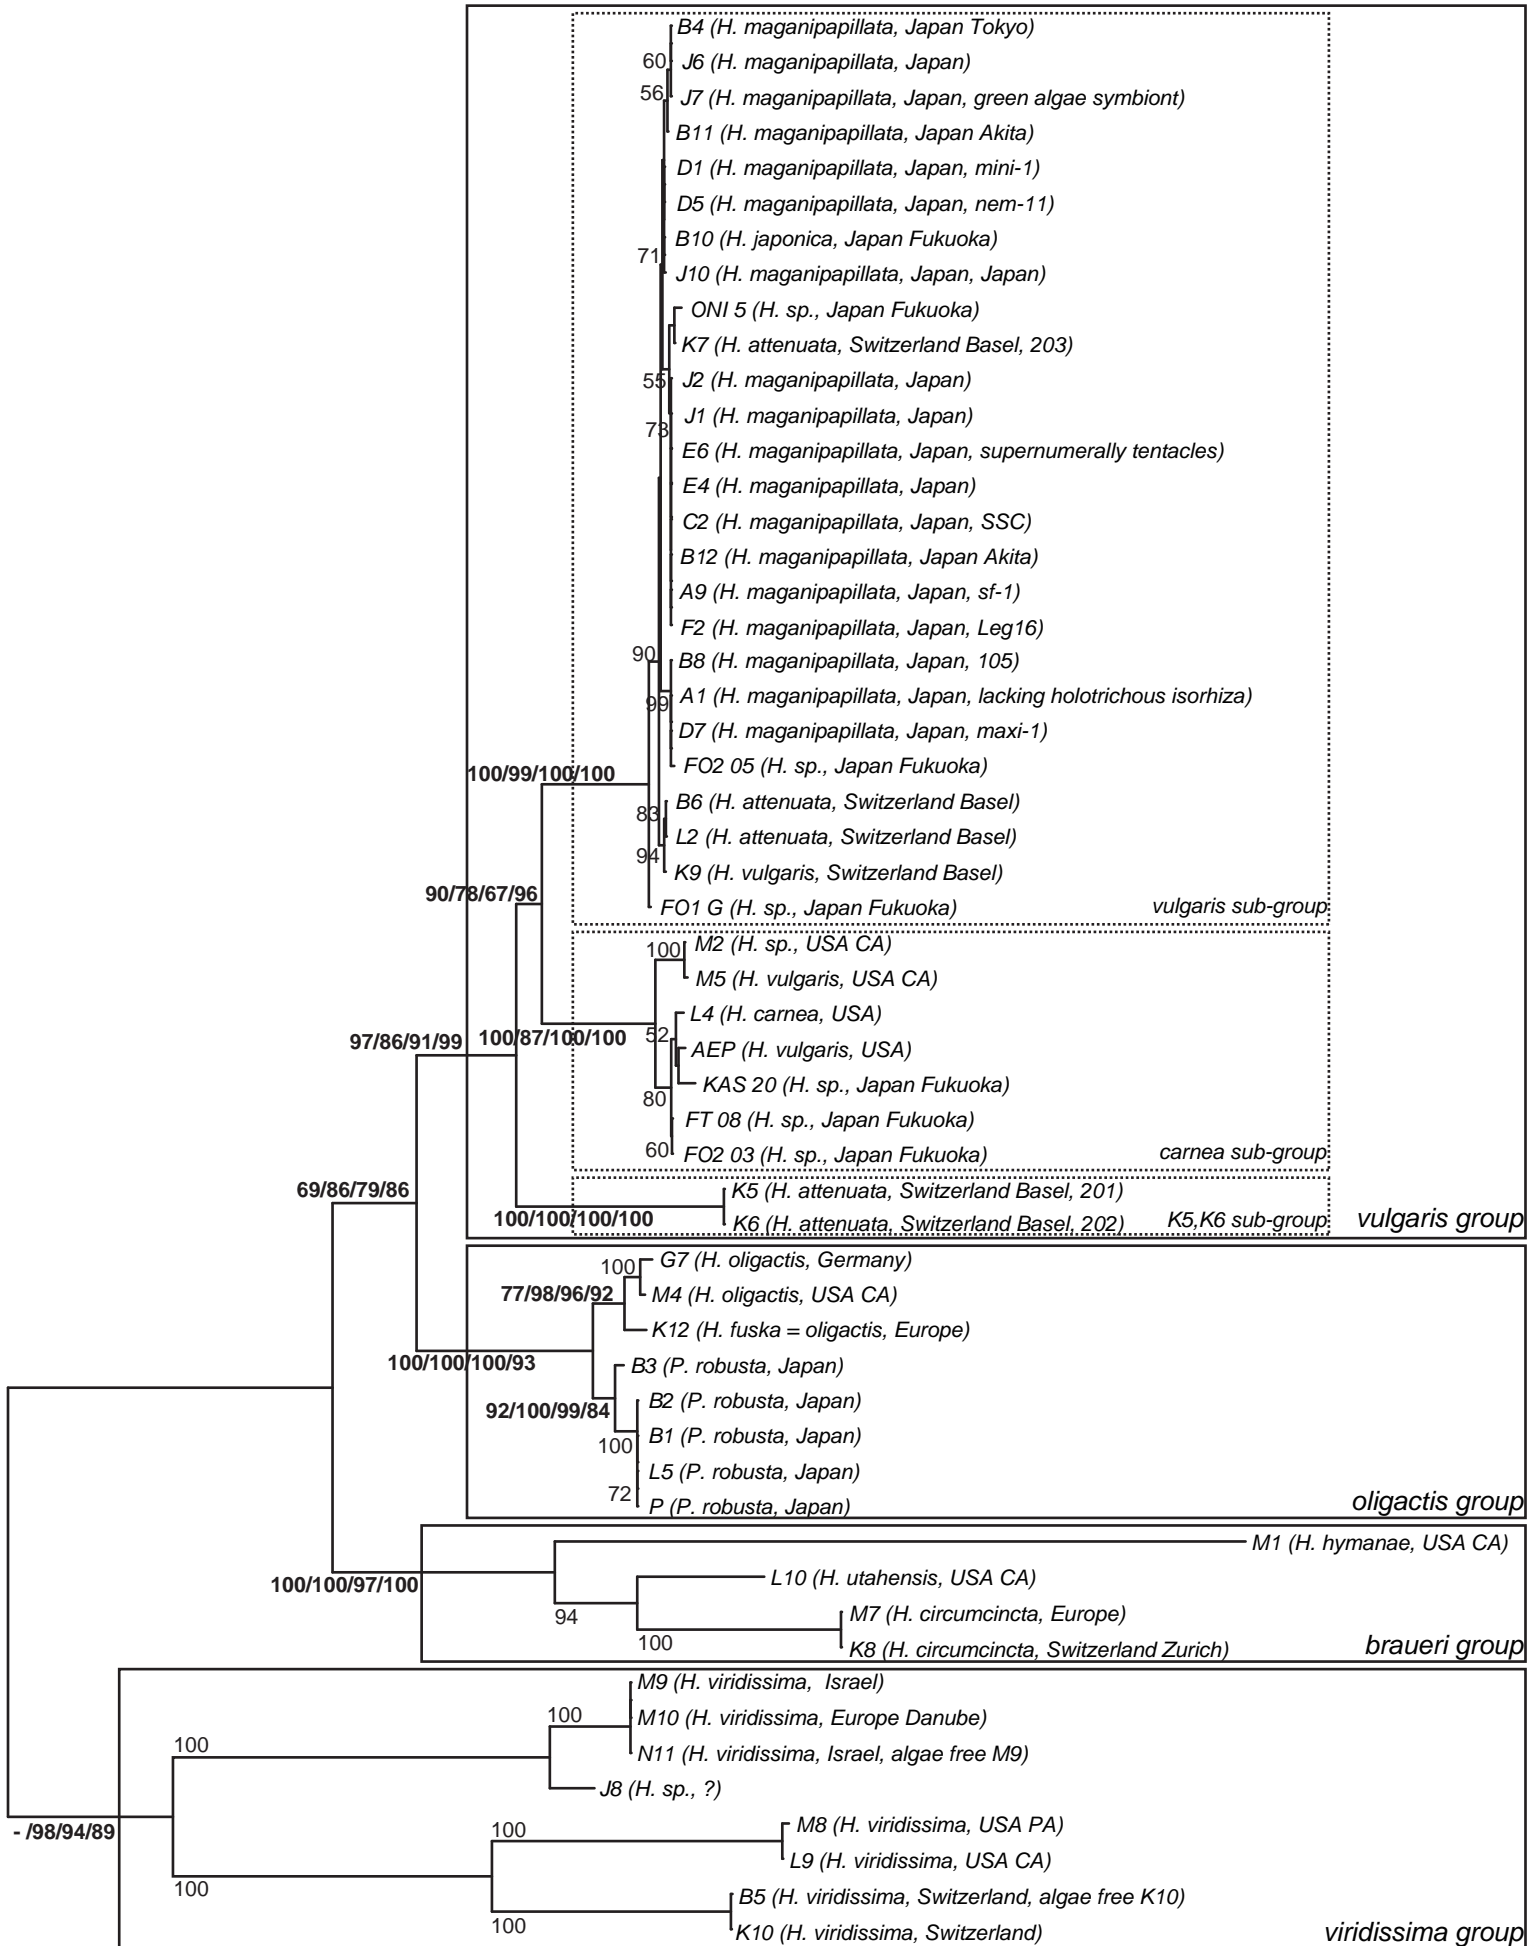 B4 (H. maganipapillata, Japan Tokyo)
60
J6 (H. maganipapillata, Japan)
56
J7 (H. maganipapillata, Japan, green algae symbiont)
B11 (H. maganipapillata, Japan Akita)
D1 (H. maganipapillata, Japan, mini-1)
D5 (H. maganipapillata, Japan, nem-11)
B10 (H. japonica, Japan Fukuoka)
71
J10 (H. maganipapillata, Japan, Japan)
ONI 5 (H. sp., Japan Fukuoka)
K7 (H. attenuata, Switzerland Basel, 203)
55
J2 (H. maganipapillata, Japan)
J1 (H. maganipapillata, Japan)
73
E6 (H. maganipapillata, Japan, supernumerally tentacles)
E4 (H. maganipapillata, Japan)
C2 (H. maganipapillata, Japan, SSC)
B12 (H. maganipapillata, Japan Akita)
A9 (H. maganipapillata, Japan, sf-1)
F2 (H. maganipapillata, Japan, Leg16)
90
B8 (H. maganipapillata, Japan, 105)
A1 (H. maganipapillata, Japan, lacking holotrichous isorhiza)
99
D7 (H. maganipapillata, Japan, maxi-1)
FO2 05 (H. sp., Japan Fukuoka)
100/99/100/100
B6 (H. attenuata, Switzerland Basel)
83
L2 (H. attenuata, Switzerland Basel)
94
K9 (H. vulgaris, Switzerland Basel)
90/78/67/96
FO1 G (H. sp., Japan Fukuoka)
vulgaris sub-group
M2 (H. sp., USA CA)
100
M5 (H. vulgaris, USA CA)
L4 (H. carnea, USA)
52
100/87/100/100
97/86/91/99
AEP (H. vulgaris, USA)
KAS 20 (H. sp., Japan Fukuoka)
80
FT 08 (H. sp., Japan Fukuoka)
60
FO2 03 (H. sp., Japan Fukuoka)
carnea sub-group
69/86/79/86
K5 (H. attenuata, Switzerland Basel, 201)
100/100/100/100
K6 (H. attenuata, Switzerland Basel, 202)
K5,K6 sub-group
vulgaris group
G7 (H. oligactis, Germany)
100
77/98/96/92
M4 (H. oligactis, USA CA)
K12 (H. fuska = oligactis, Europe)
100/100/100/93
B3 (P. robusta, Japan)
B2 (P. robusta, Japan)
92/100/99/84
B1 (P. robusta, Japan)
100
L5 (P. robusta, Japan)
72
P (P. robusta, Japan)
oligactis group
M1 (H. hymanae, USA CA)
L10 (H. utahensis, USA CA)
100/100/97/100
94
M7 (H. circumcincta, Europe)
100
K8 (H. circumcincta, Switzerland Zurich)
braueri group
M9 (H. viridissima, Israel)
100
M10 (H. viridissima, Europe Danube)
100
N11 (H. viridissima, Israel, algae free M9)
J8 (H. sp., ?)
- /98/94/89
100
M8 (H. viridissima, USA PA)
L9 (H. viridissima, USA CA)
100
B5 (H. viridissima, Switzerland, algae free K10)
100
K10 (H. viridissima, Switzerland)
viridissima group